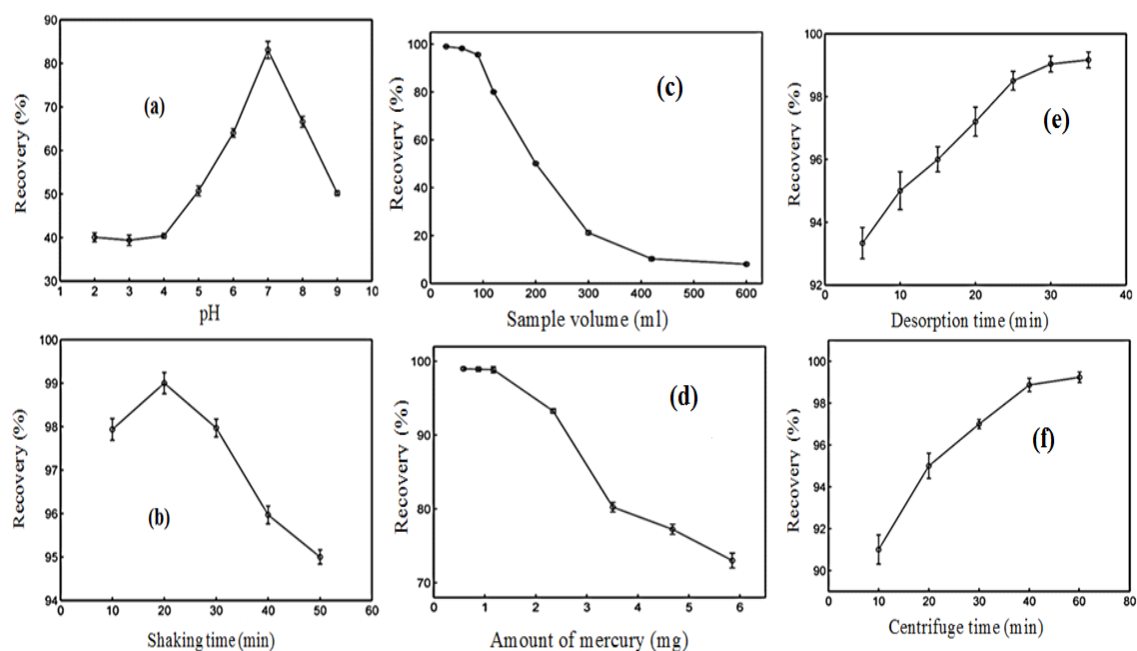 Recovery (%)
90
80
70
60
50
40
30
(a)
1 2 3 4 5 6 7 8 9 10
pH
Recovery (%)
100
80
60
40
20
0
(c)
0 100 200 300 400 500 600
Sample volume (ml)
Recovery (%)
98
96
94
92
(e)
0 10 20 30 40
Desorption time (min)
Recovery (%)
99
98
97
96
95
94
(b)
0 10 20 30 40 50 60
Shaking time (min)
Recovery (%)
100
90
80
70
(d)
0 1 2 3 4 5 6
Amount of mercury (mg)
Recovery (%)
100
98
96
94
92
90
(f)
0 10 20 30 40 60 80
Centrifuge time (min)